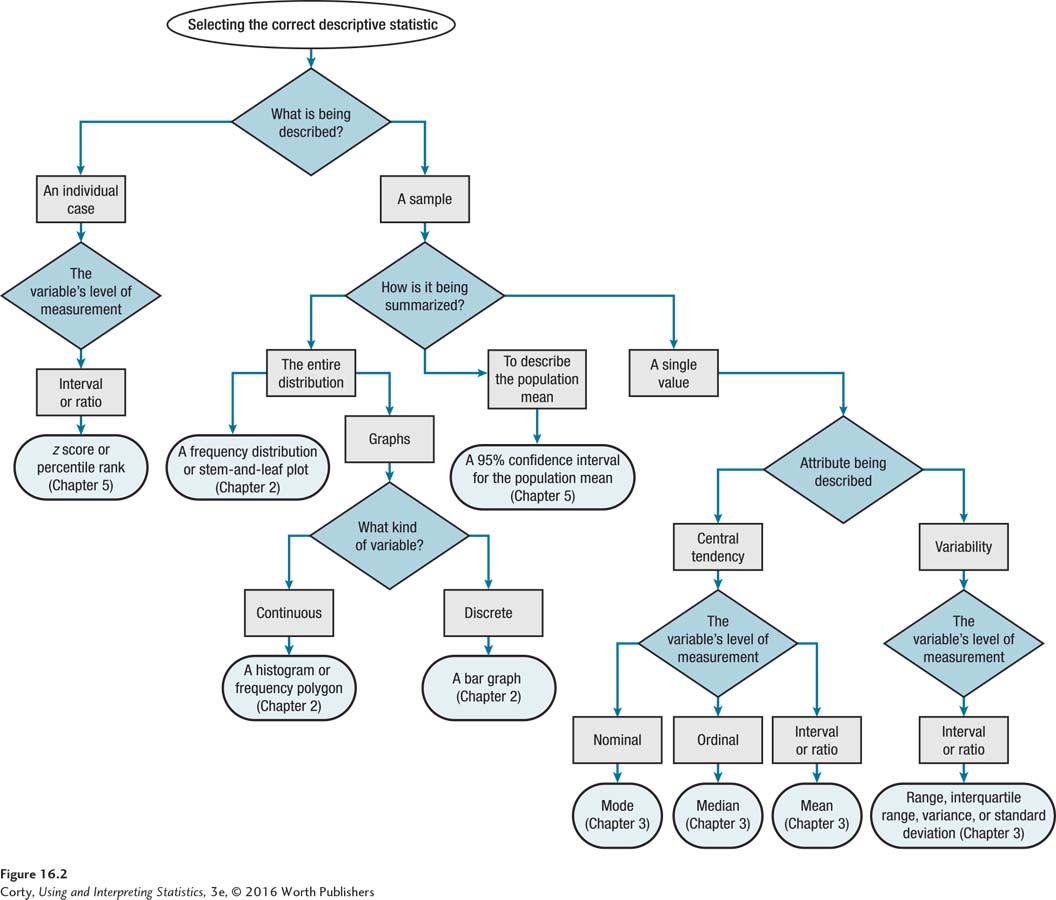 Selecting the correct descriptive statistic
What is being
described?
An individual
case
A sample
The
variable’s level of
measurement
How is it being
summarized?
Interval
or ratio
The entire
distribution
To describe
the population
mean
A single
value
z score or
percentile rank
(Chapter 5)
A frequency distribution
or stem-and-leaf plot
(Chapter 2)
Graphs
A 95% confidence interval
for the population mean
(Chapter 5)
Attribute being
described
What kind
of variable?
Central
tendency
Variability
Continuous
Discrete
The
variable’s level of
measurement
The
variable’s level of
measurement
A histogram or
frequency polygon
(Chapter 2)
A bar graph
(Chapter 2)
Nominal
Ordinal
Interval
or ratio
Interval
or ratio
Mode
(Chapter 3)
Median
(Chapter 3)
Mean
(Chapter 3)
Range, interquartile
range, variance, or standard
deviation (Chapter 3)
Figure 16.2
Corty, Using and Interpreting Statistics, 3e, © 2016 Worth Publishers